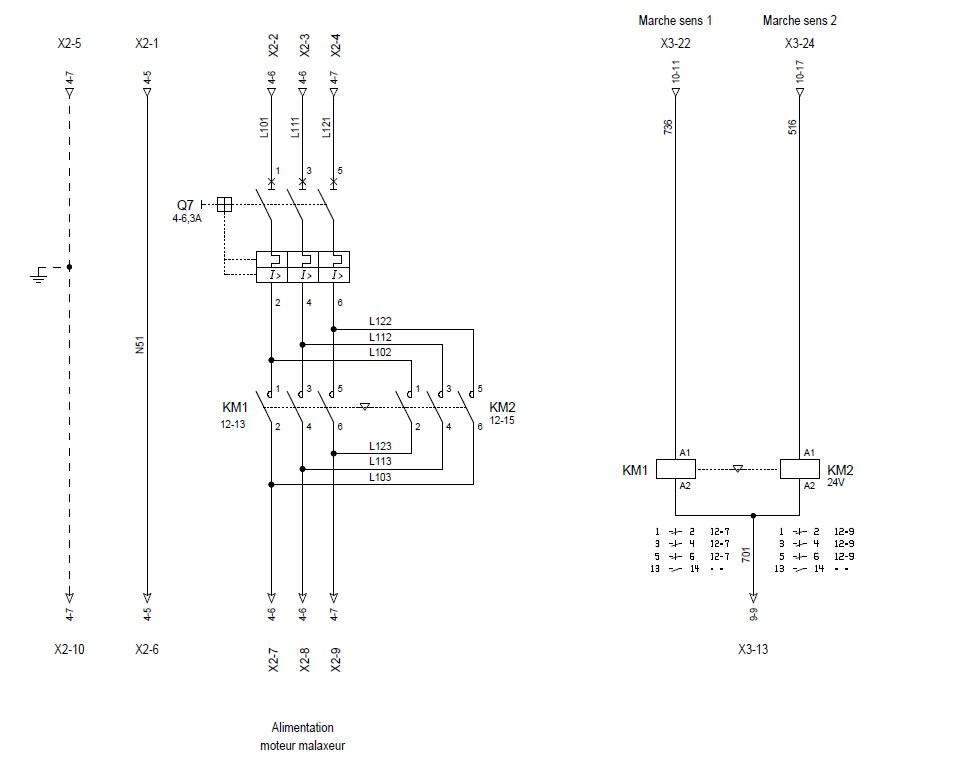 Marche sens 1
Marche sens 2
X2-5
X2-1
X2-2
X2-3
X2-4
X3-22
X3-24
4-7
4-5
4-6
4-6
4-7
10-11
10-17
L101
L111
L121
736
516
1
3
5
Q7
4-6,3A
I>
I>
I>
2
4
6
L122
L112
L102
N51
1
3
5
1
3
5
KM1
12-13
KM2
12-15
2
4
6
2
4
6
L123
L113
L103
A1
A1
KM1
KM2
24V
A2
A2
1 2 12-7
3 4 12-7
5 6 12-7
13 14 - -
701
1 2 12-9
3 4 12-9
5 6 12-9
13 14 - -
4-7
4-5
4-6
4-6
4-7
9-9
X2-10
X2-6
X2-7
X2-8
X2-9
X3-13
Alimentation
moteur malaxeur